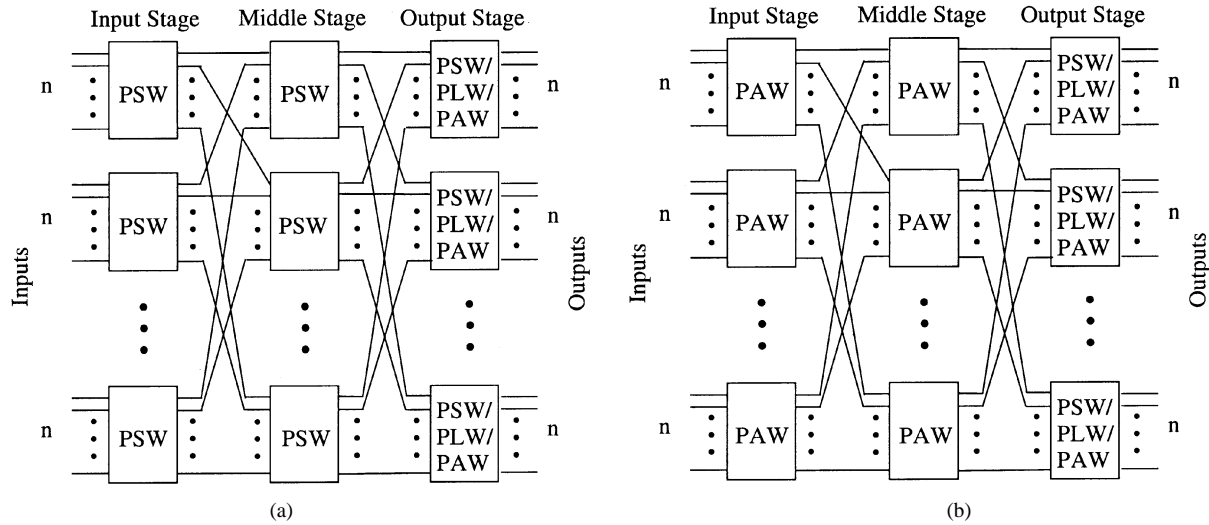 Input Stage Middle Stage Output Stage
n PSW PSW PSW/
PLW/
PAW n
n PSW PSW PSW/
PLW/
PAW n
Inputs
Outputs
n PSW PSW PSW/
PLW/
PAW n
(a)
Input Stage Middle Stage Output Stage
n PAW PAW PSW/
PLW/
PAW n
n PAW PAW PSW/
PLW/
PAW n
Inputs
Outputs
n PAW PAW PSW/
PLW/
PAW n
(b)